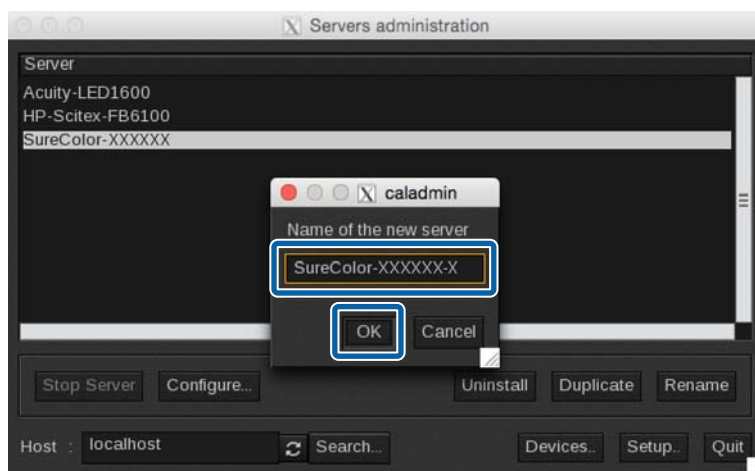 Servers administration
Server
Acuity-LED1600
HP-Scitex-FB6100
SureColor-XXXXXX
caladmin
Name of the new server
SureColor-XXXXXX-X
OK Cancel
Stop Server Configure... Uninstall Duplicate Rename
Host : localhost Search... Devices.. Setup.. Quit